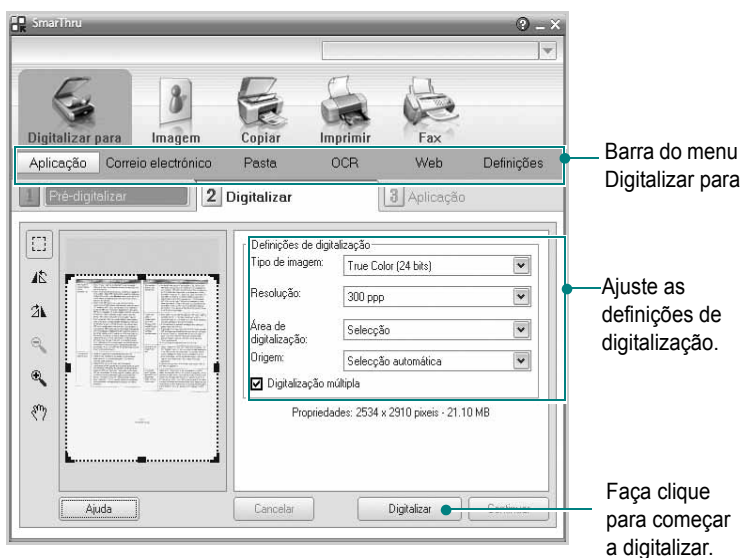 SmarThru
Digitalizar para
Imagem
Copiar
Imprimir
Fax
Aplicação
Correio electrónico
Pasta
OCR
Web
Definições
Barra do menu
Digitalizar para
1 Pré-digitalizar
2 Digitalizar
3 Aplicação
Definições de digitalização
Tipo de imagem:
True Color (24 bits)
Resolução:
300 ppp
Área de
digitalização:
Selecção
Origem:
Selecção automática
Digitalização múltipla
Propriedades: 2534 x 2910 pixeis - 21.10 MB
Ajuste as
definições de
digitalização.
Ajuda
Cancelar
Digitalizar
Continuar
Faça clique
para começar
a digitalizar.